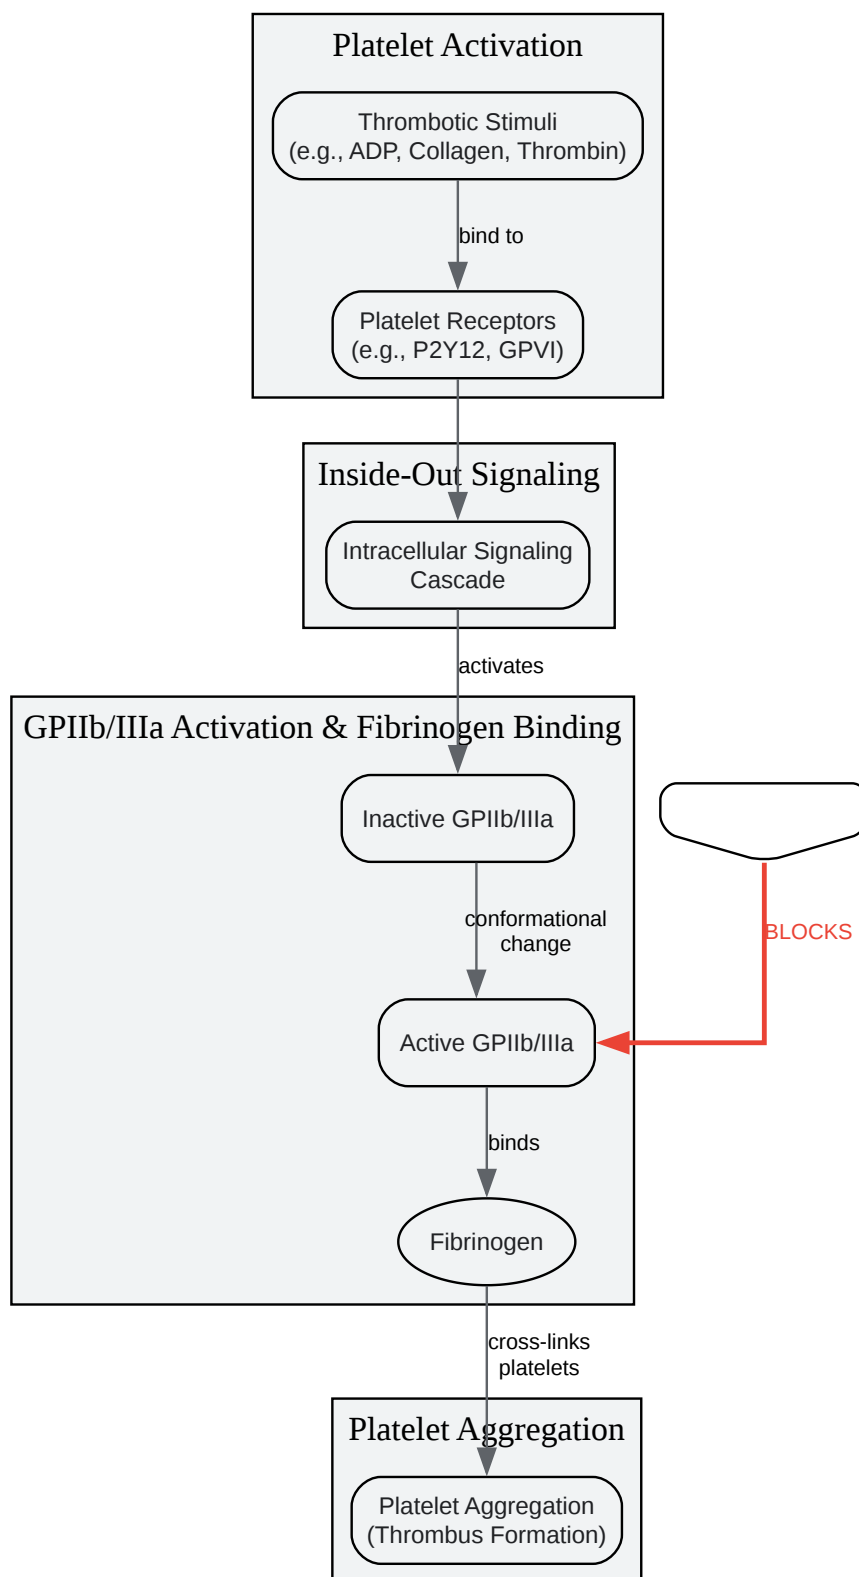 Platelet Activation
Thrombotic Stimuli
(e.g., ADP, Collagen, Thrombin)
bind to
Platelet Receptors
(e.g., P2Y12, GPVI)
Inside-Out Signaling
Intracellular Signaling
Cascade
activates
GPIIb/IIIa Activation & Fibrinogen Binding
Inactive GPIIb/IIIa
conformational
change
BLOCKS
Active GPIIb/IIIa
binds
Fibrinogen
cross-links
platelets
Platelet Aggregation
Platelet Aggregation
(Thrombus Formation)